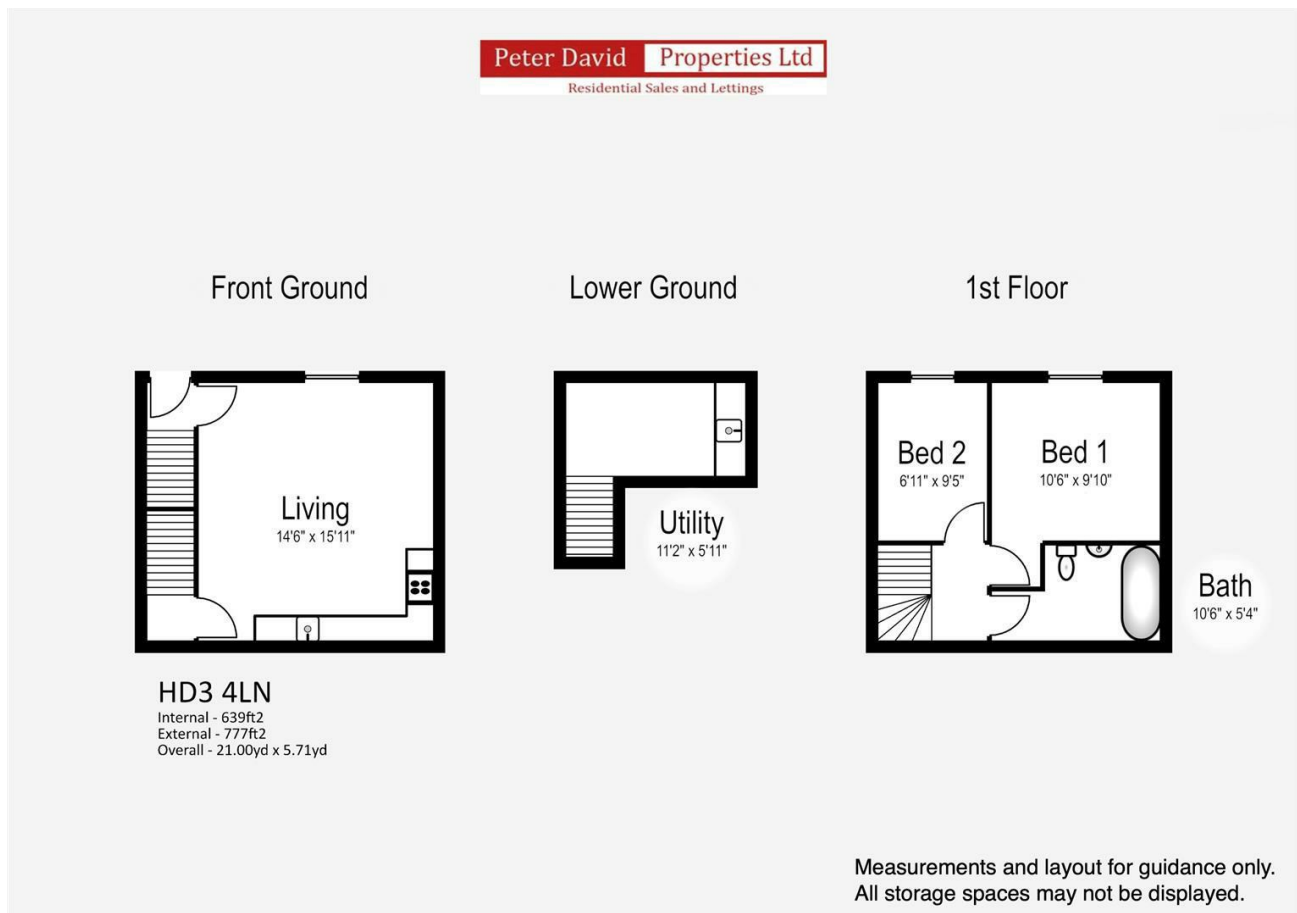 Peter David Properties Ltd
Residential Sales and Lettings
Front Ground
Lower Ground
1st Floor
Living
14'6" x 15'11"
Utility
11'2" x 5'11"
Bed 2
6'11" x 9'5"
Bed 1
10'6" x 9'10"
Bath
10'6" x 5'4"
HD3 4LN
Internal - 639ft2
External - 777ft2
Overall - 21.00yd x 5.71yd
Measurements and layout for guidance only.
All storage spaces may not be displayed.